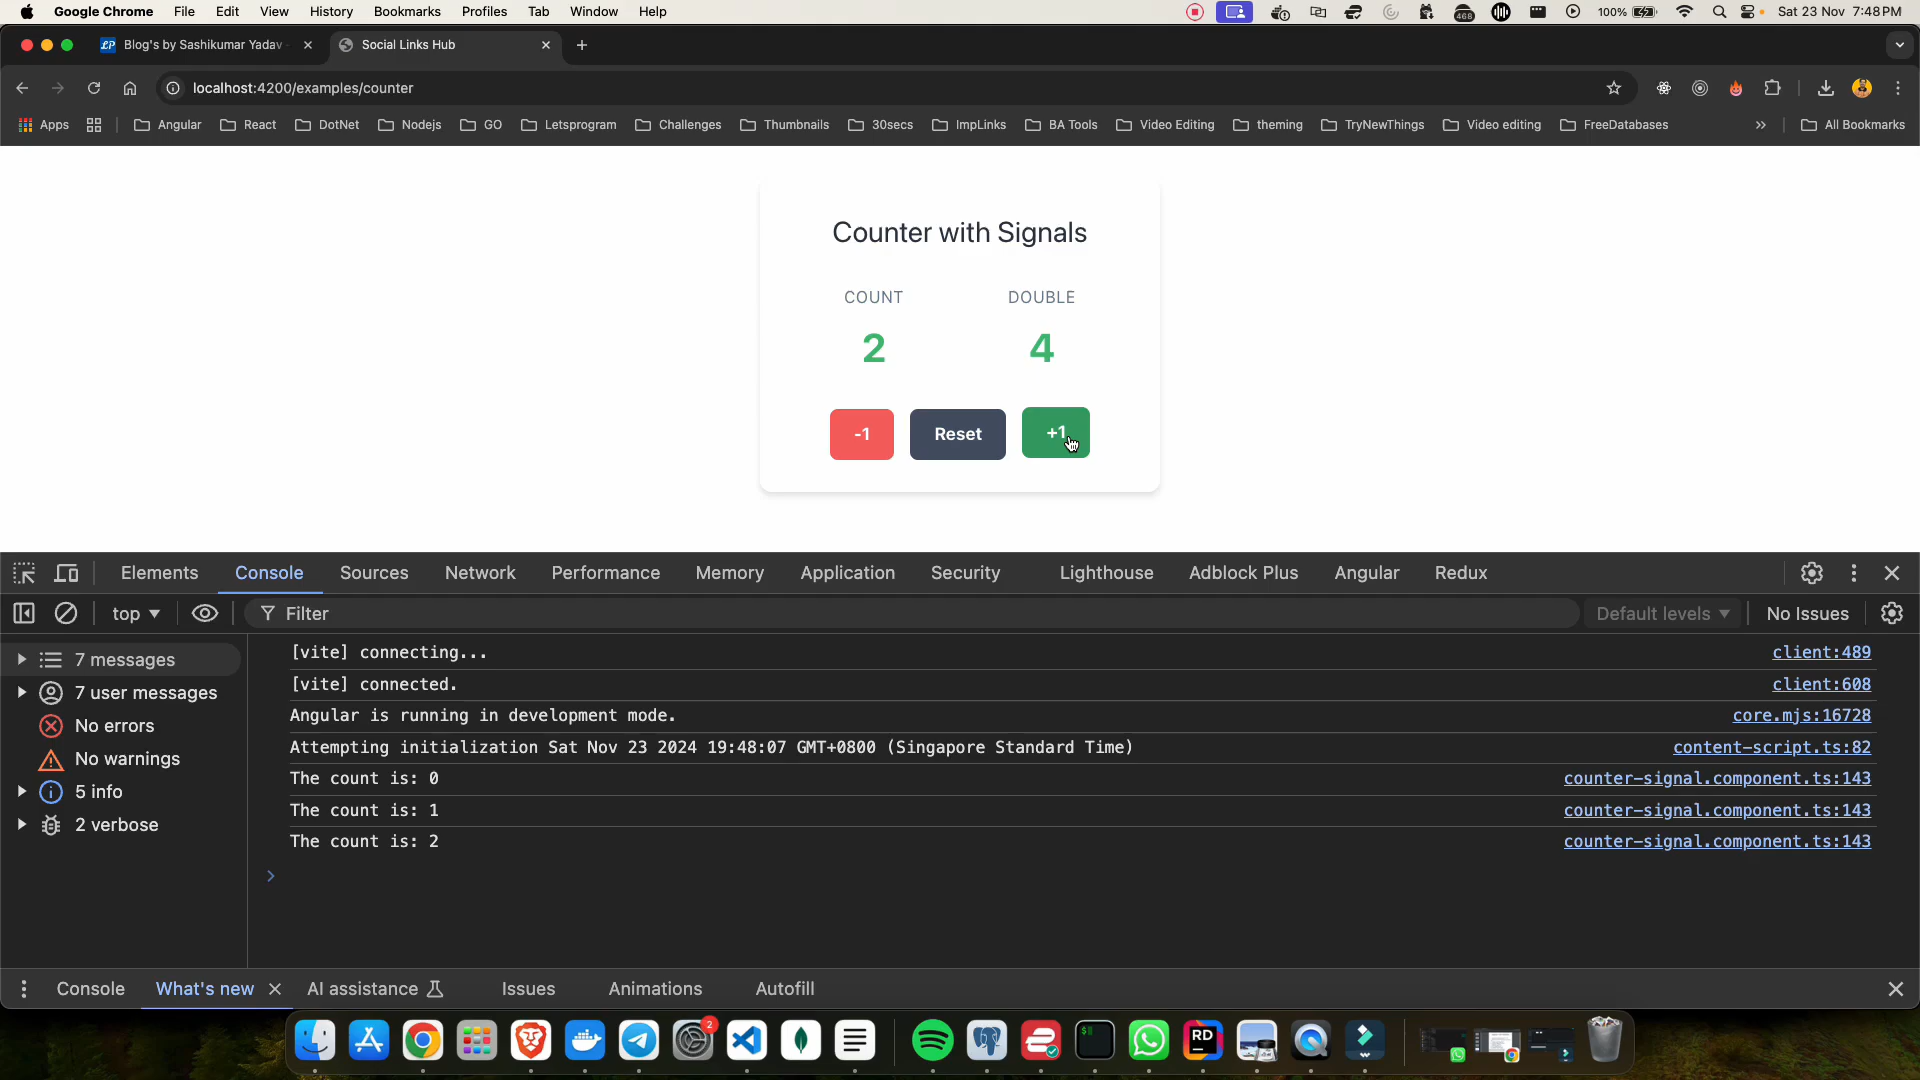 Google Chrome File Edit View History Bookmarks Profiles Tab Window Help 468 100% Sat 23 Nov 7:48 PM
Blog's by Sashikumar Yadav Social Links Hub
localhost:4200/examples/counter
Apps Angular React DotNet Nodejs GO Letsprogram Challenges Thumbnails 30secs ImpLinks BA Tools Video Editing theming TryNewThings Video editing FreeDatabases » All Bookmarks
Counter with Signals
COUNT DOUBLE
2 4
-1 Reset +1
Elements Console Sources Network Performance Memory Application Security Lighthouse Adblock Plus Angular Redux
top Filter Default levels No Issues
7 messages
7 user messages
No errors
No warnings
5 info
2 verbose
[vite] connecting... client:489
[vite] connected. client:608
Angular is running in development mode. core.mjs:16728
Attempting initialization Sat Nov 23 2024 19:48:07 GMT+0800 (Singapore Standard Time) content-script.ts:82
The count is: 0 counter-signal.component.ts:143
The count is: 1 counter-signal.component.ts:143
The count is: 2 counter-signal.component.ts:143
Console What's new AI assistance Issues Animations Autofill
2
RD